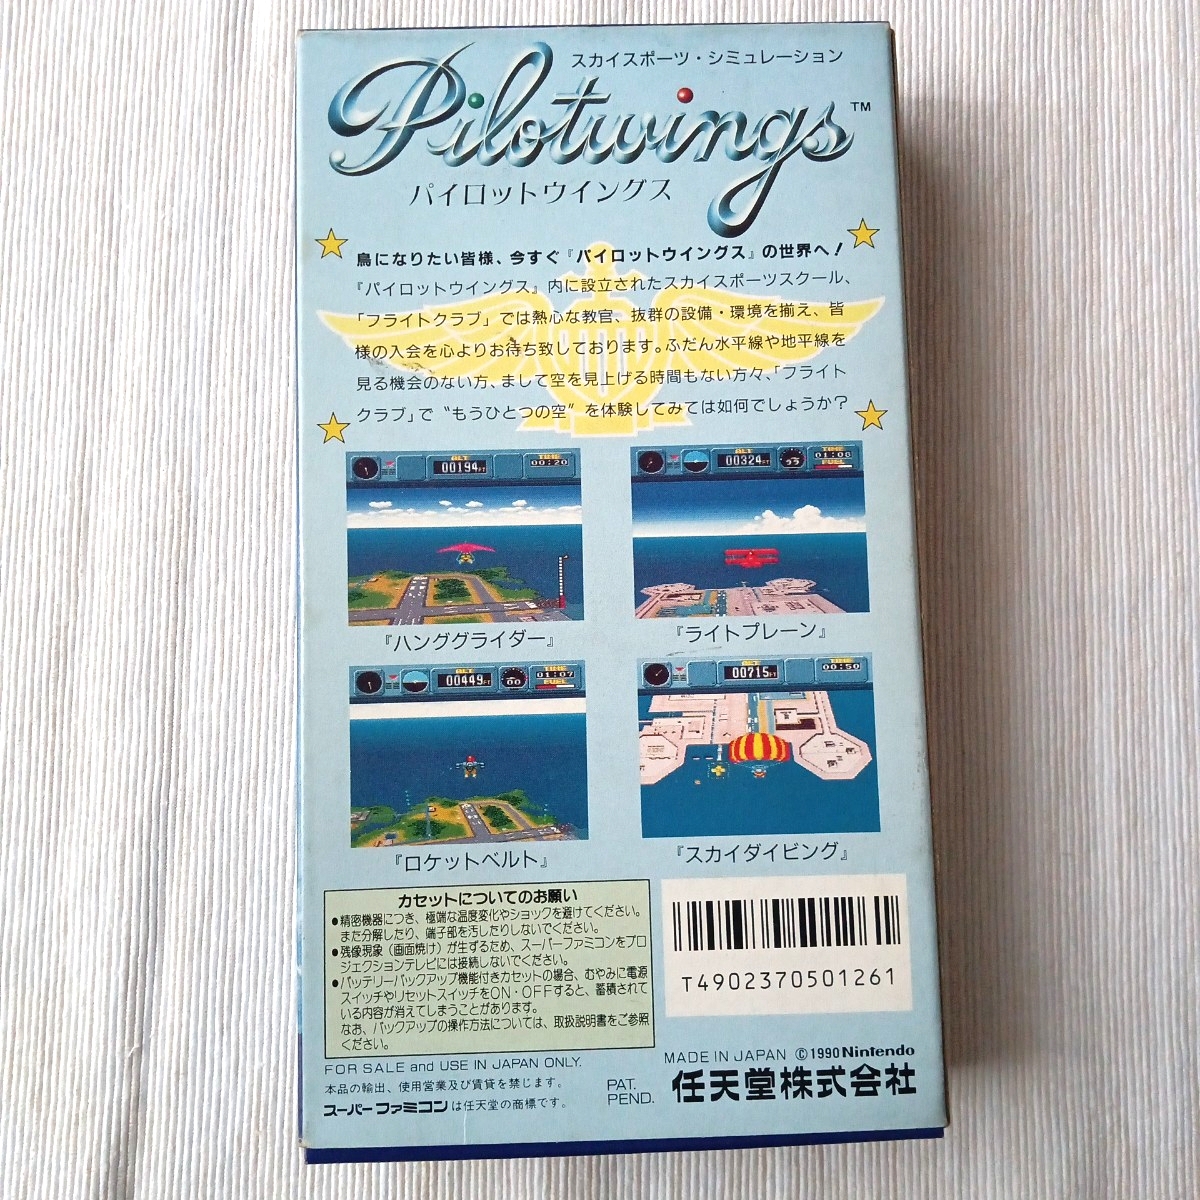 スカイスポーツ・シミュレーション
Pilotwings™
パイロットウイングス
鳥になりたい皆様、今すぐ『パイロットウイングス』の世界へ!
『パイロットウイングス』内に設立されたスカイスポーツスクール、
「フライトクラブ」では熱心な教官、抜群の設備・環境を揃え、皆
様の入会を心よりお待ち致しております。ふだん水平線や地平線を
見る機会のない方、まして空を見上げる時間もない方々、「フライト
クラブ」で“もうひとつの空”を体験してみては如何でしょうか?
ALT
00194FT
TIME
00:20
ALT
00324FT
TIME
01:08
FUEL
『ハンググライダー』
『ライトプレーン』
ALT
00449FT
00
TIME
01:07
FUEL
ALT
00715FT
TIME
00:50
『ロケットベルト』
『スカイダイビング』
カセットについてのお願い
●精密機器につき、極端な温度変化やショックを避けてください。
また分解したり、端子部を汚したりしないでください。
●残像現象(画面焼け)が生ずるため、スーパーファミコンをプロ
ジェクションテレビには接続しないでください。
●バッテリーバックアップ機能付きカセットの場合、むやみに電源
スイッチやリセットスイッチをON・OFFすると、蓄積されて
いる内容が消えてしまうことがあります。
なお、バックアップの操作方法については、取扱説明書をご参照
ください。
T4902370501261
FOR SALE and USE IN JAPAN ONLY.
本品の輸出、使用営業及び賃貸を禁じます。
スーパーファミコンは任天堂の商標です。
PAT.
PEND.
MADE IN JAPAN ©1990 Nintendo
任天堂株式会社